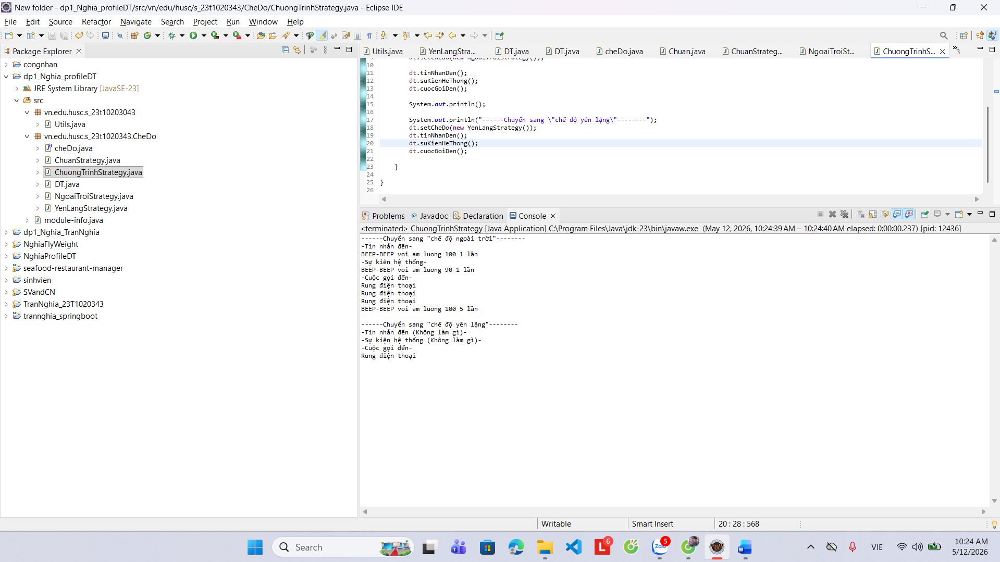 New folder - dp1_Nghia_profileDT/src/vn/edu/husc/s_23t1020343/CheDo/ChuongTrinhStrategy.java - Eclipse IDE
File Edit Source Refactor Navigate Search Project Run Window Help
Package Explorer
congnhan
dp1_Nghia_profileDT
JRE System Library [JavaSE-23]
src
vn.edu.husc.s_23t10203043
Utils.java
vn.edu.husc.s_23t1020343.CheDo
cheDo.java
ChuanStrategy.java
ChuongTrinhStrategy.java
DT.java
NgoaiTroiStrategy.java
YenLangStrategy.java
module-info.java
dp1_Nghia_TranNghia
NghiaFlyWeight
NghiaProfileDT
seafood-restaurant-manager
sinhvien
SVandCN
TranNghia_23T1020343
trannghia_springboot
Utils.java YenLangStra... DT.java DT.java cheDo.java Chuan.java ChuanStrateg... NgoaiTroiSt... ChuongTrinhS... 3
9 dt.setCheDo(new NgoaiTroiStrategy());
10
11 dt.tinNhanDen();
12 dt.suKienHeThong();
13 dt.cuocGoiDen();
14
15 System.out.println();
16
17 System.out.println("------Chuyển sang \"chế độ yên lặng\"--------");
18 dt.setCheDo(new YenLangStrategy());
19 dt.tinNhanDen();
20 dt.suKienHeThong();
21 dt.cuocGoiDen();
22
23 }
24
25 }
26
Problems Javadoc Declaration Console
<terminated> ChuongTrinhStrategy [Java Application] C:\Program Files\Java\jdk-23\bin\javaw.exe (May 12, 2026, 10:24:39 AM – 10:24:40 AM elapsed: 0:00:00.237) [pid: 12436]
------Chuyển sang "chế độ ngoài trời"--------
-Tin nhắn đến-
BEEP-BEEP voi am luong 100 1 lần
-Sự kiên hệ thống-
BEEP-BEEP voi am luong 90 1 lần
-Cuộc gọi đến-
Rung điện thoại
Rung điện thoại
Rung điện thoại
BEEP-BEEP voi am luong 100 5 lần
------Chuyển sang "chế độ yên lặng"--------
-Tin nhắn đến (Không làm gì)-
-Sự kiện hệ thống (Không làm gì)-
-Cuộc gọi đến-
Rung điện thoại
Writable Smart Insert 20 : 28 : 568
Search
6
Zalo
5
VIE
10:24 AM
5/12/2026